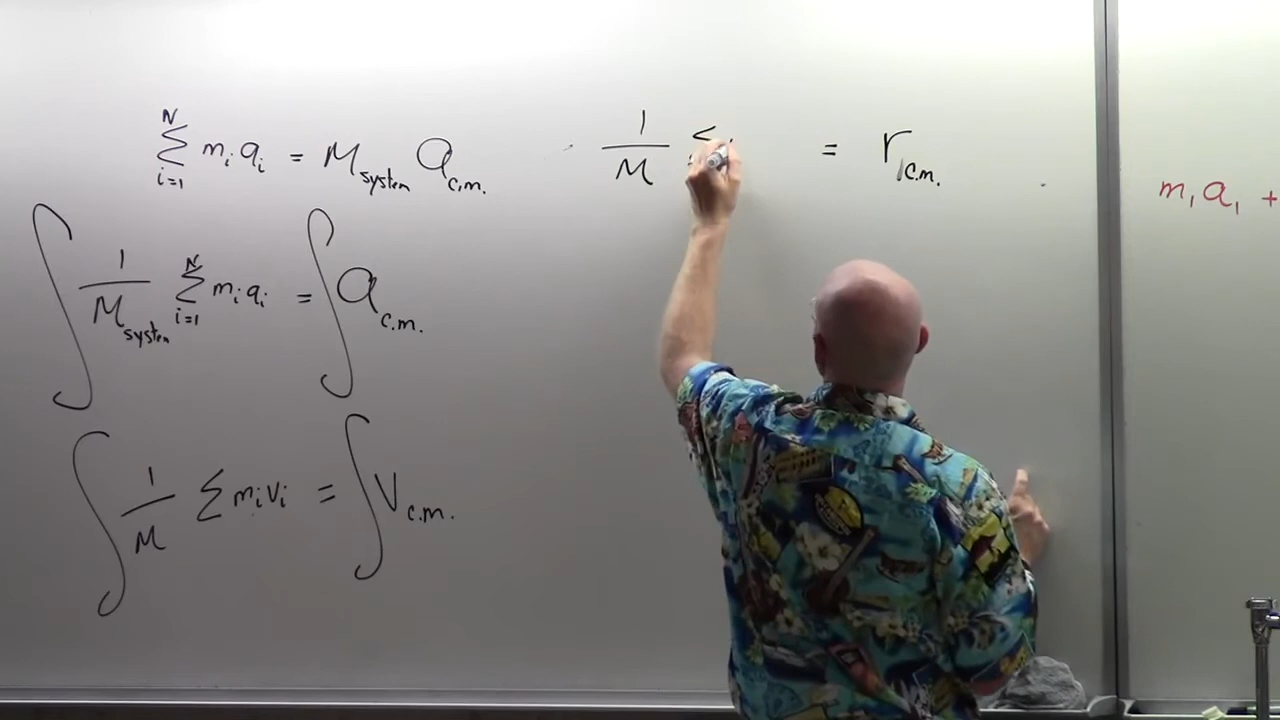 N
∑ mᵢaᵢ = M_system a_c.m.
i=1
1/M ∑ = r_c.m.
m₁a₁ +
∫ 1/M_system ∑ mᵢaᵢ = ∫ a_c.m.
N
i=1
∫ 1/M ∑ mᵢvᵢ = ∫ v_c.m.